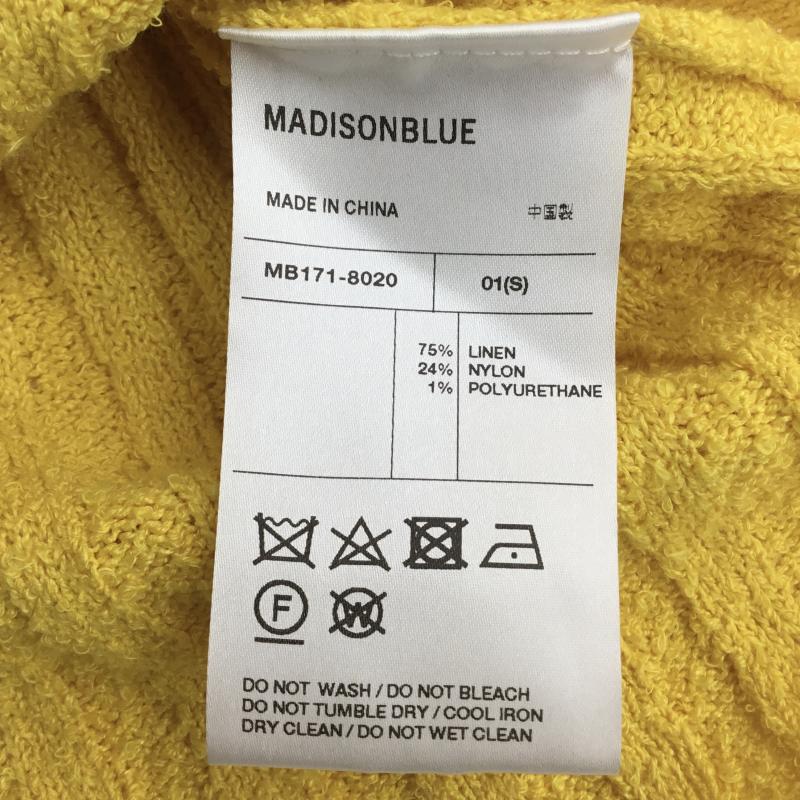 MADISONBLUE
MADE IN CHINA 中国製
MB171-8020 01(S)
75% LINEN
24% NYLON
1% POLYURETHANE
F W
DO NOT WASH / DO NOT BLEACH
DO NOT TUMBLE DRY / COOL IRON
DRY CLEAN / DO NOT WET CLEAN